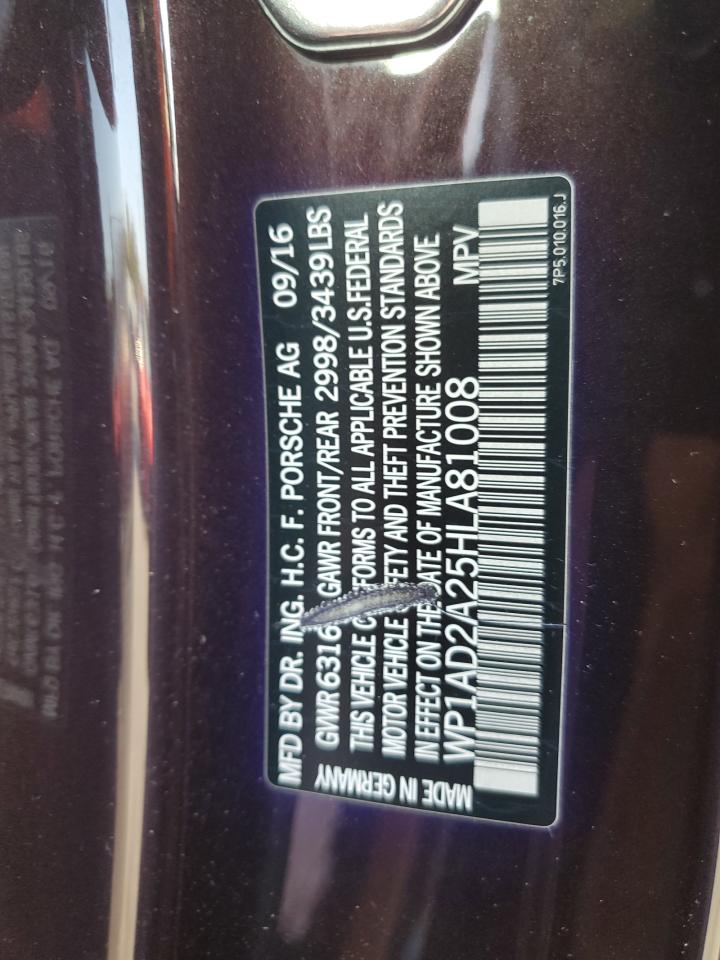 MFD BY DR. ING. H.C. F. PORSCHE AG 09/16
GVWR 6316 GAWR FRONT/REAR 2998/3439 LBS
THIS VEHICLE CONFORMS TO ALL APPLICABLE U.S. FEDERAL
MOTOR VEHICLE SAFETY AND THEFT PREVENTION STANDARDS
IN EFFECT ON THE DATE OF MANUFACTURE SHOWN ABOVE
WP1AD2A25HLA81008 MPV
MADE IN GERMANY
7P5.010.016.J